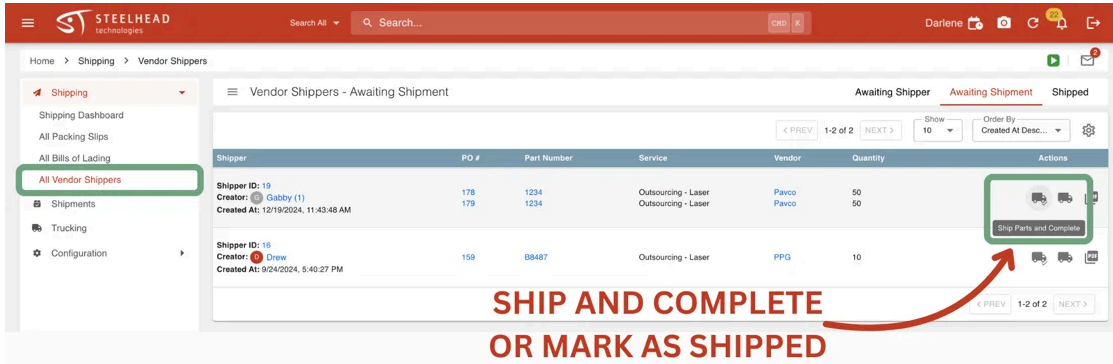 STEELHEAD
technologies
Search All
Search...
CMD K
Darlene
22
Home > Shipping > Vendor Shippers
2
Shipping
Shipping Dashboard
All Packing Slips
All Bills of Lading
All Vendor Shippers
Shipments
Trucking
Configuration
Vendor Shippers - Awaiting Shipment
Awaiting Shipper Awaiting Shipment Shipped
< PREV 1-2 of 2 NEXT >
Show
10
Order By
Created At Desc...
Shipper PO # Part Number Service Vendor Quantity Actions
Shipper ID: 19
Creator: G Gabby (1)
Created At: 12/19/2024, 11:43:48 AM
178 1234 Outsourcing - Laser Pavco 50
179 1234 Outsourcing - Laser Pavco 50
Ship Parts and Complete
Shipper ID: 16
Creator: D Drew
Created At: 9/24/2024, 5:40:27 PM
159 B8487 Outsourcing - Laser PPG 10
PDF
< PREV 1-2 of 2 NEXT >
SHIP AND COMPLETE
OR MARK AS SHIPPED